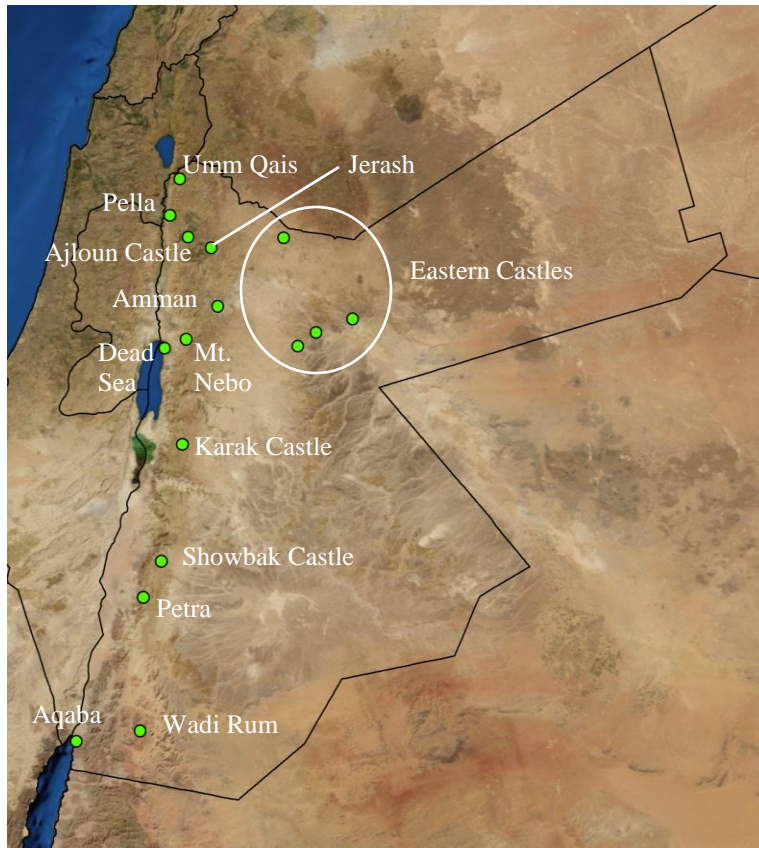 Umm Qais
Jerash
Pella
Ajloun Castle
Eastern Castles
Amman
Dead
Sea
Mt.
Nebo
Karak Castle
Showbak Castle
Petra
Aqaba
Wadi Rum